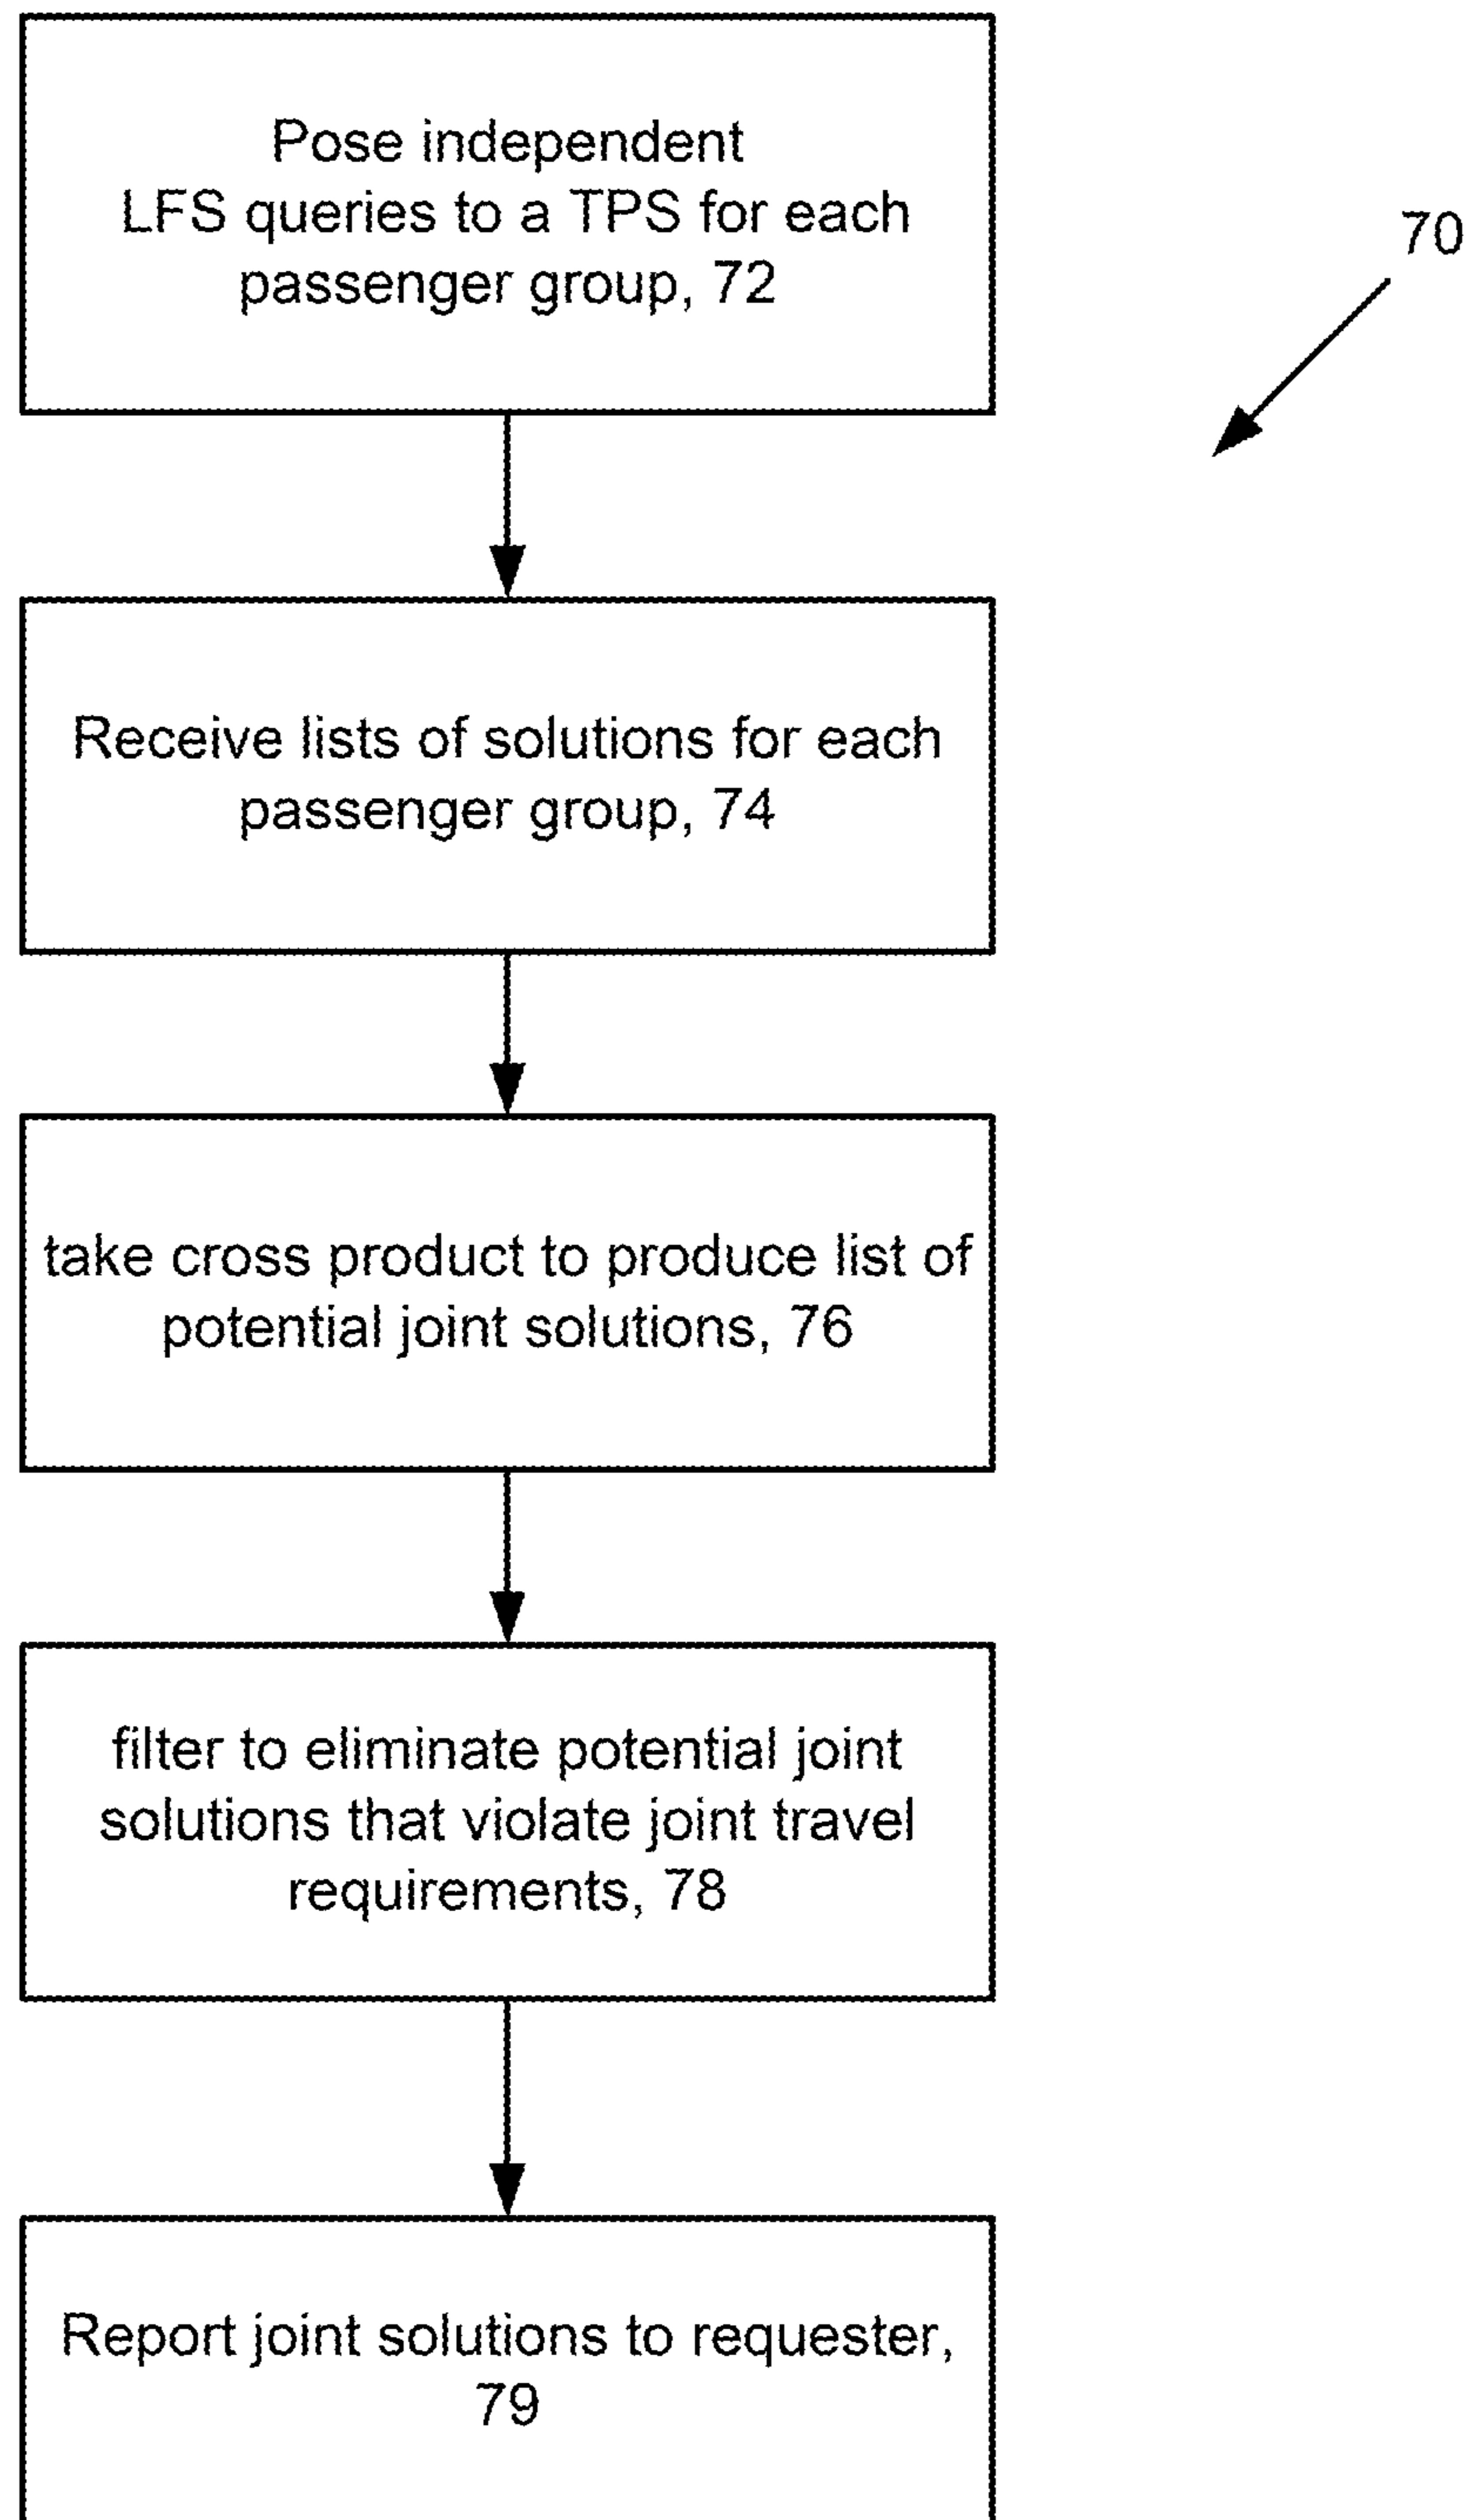 Pose independent
LFS queries to a TPS for each
passenger group, 72
70
Receive lists of solutions for each
passenger group, 74
take cross product to produce list of
potential joint solutions, 76
filter to eliminate potential joint
solutions that violate joint travel
requirements, 78
Report joint solutions to requester,
79